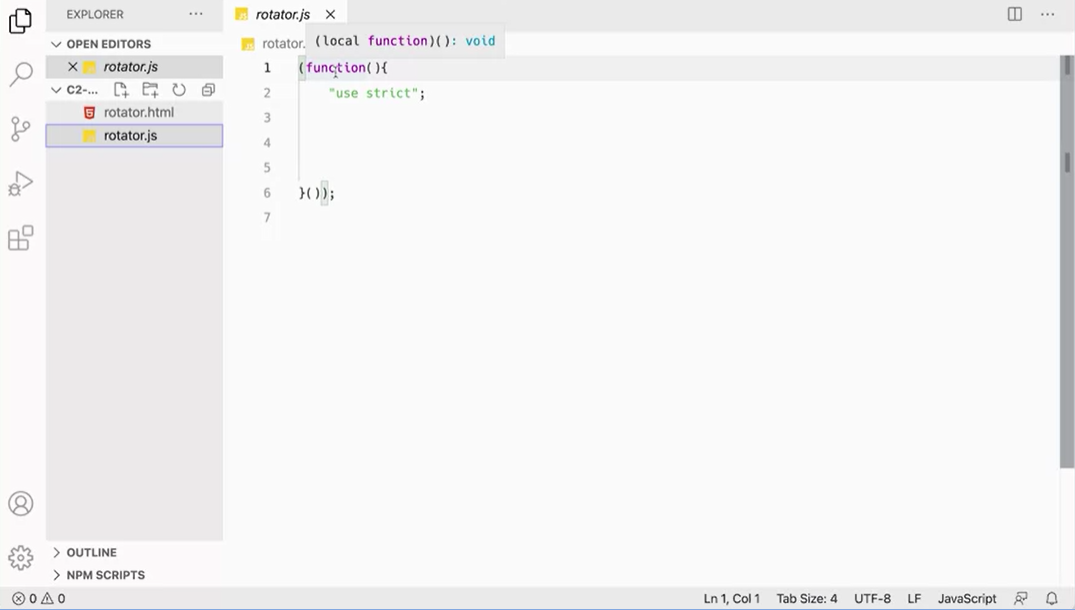 EXPLORER
OPEN EDITORS
rotator.js
C2-...
rotator.html
rotator.js
OUTLINE
NPM SCRIPTS
rotator.js
rotator.
(local function)(): void
1 (function(){
2 "use strict";
3
4
5
6 }());
7
0 0
Ln 1, Col 1 Tab Size: 4 UTF-8 LF JavaScript